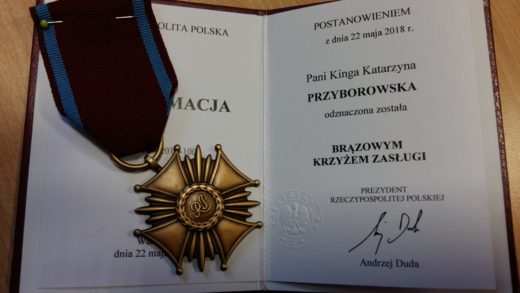 OLITA POLSKA
MACJA
dnia 22 maja
RP
POSTANOWIENIEM
z dnia 22 maja 2018 r.
Pani Kinga Katarzyna
PRZYBOROWSKA
odznaczona została
BRĄZOWYM
KRZYŻEM ZASŁUGI
PREZYDENT
RZECZYPOSPOLITEJ POLSKIEJ
Andrzej Duda